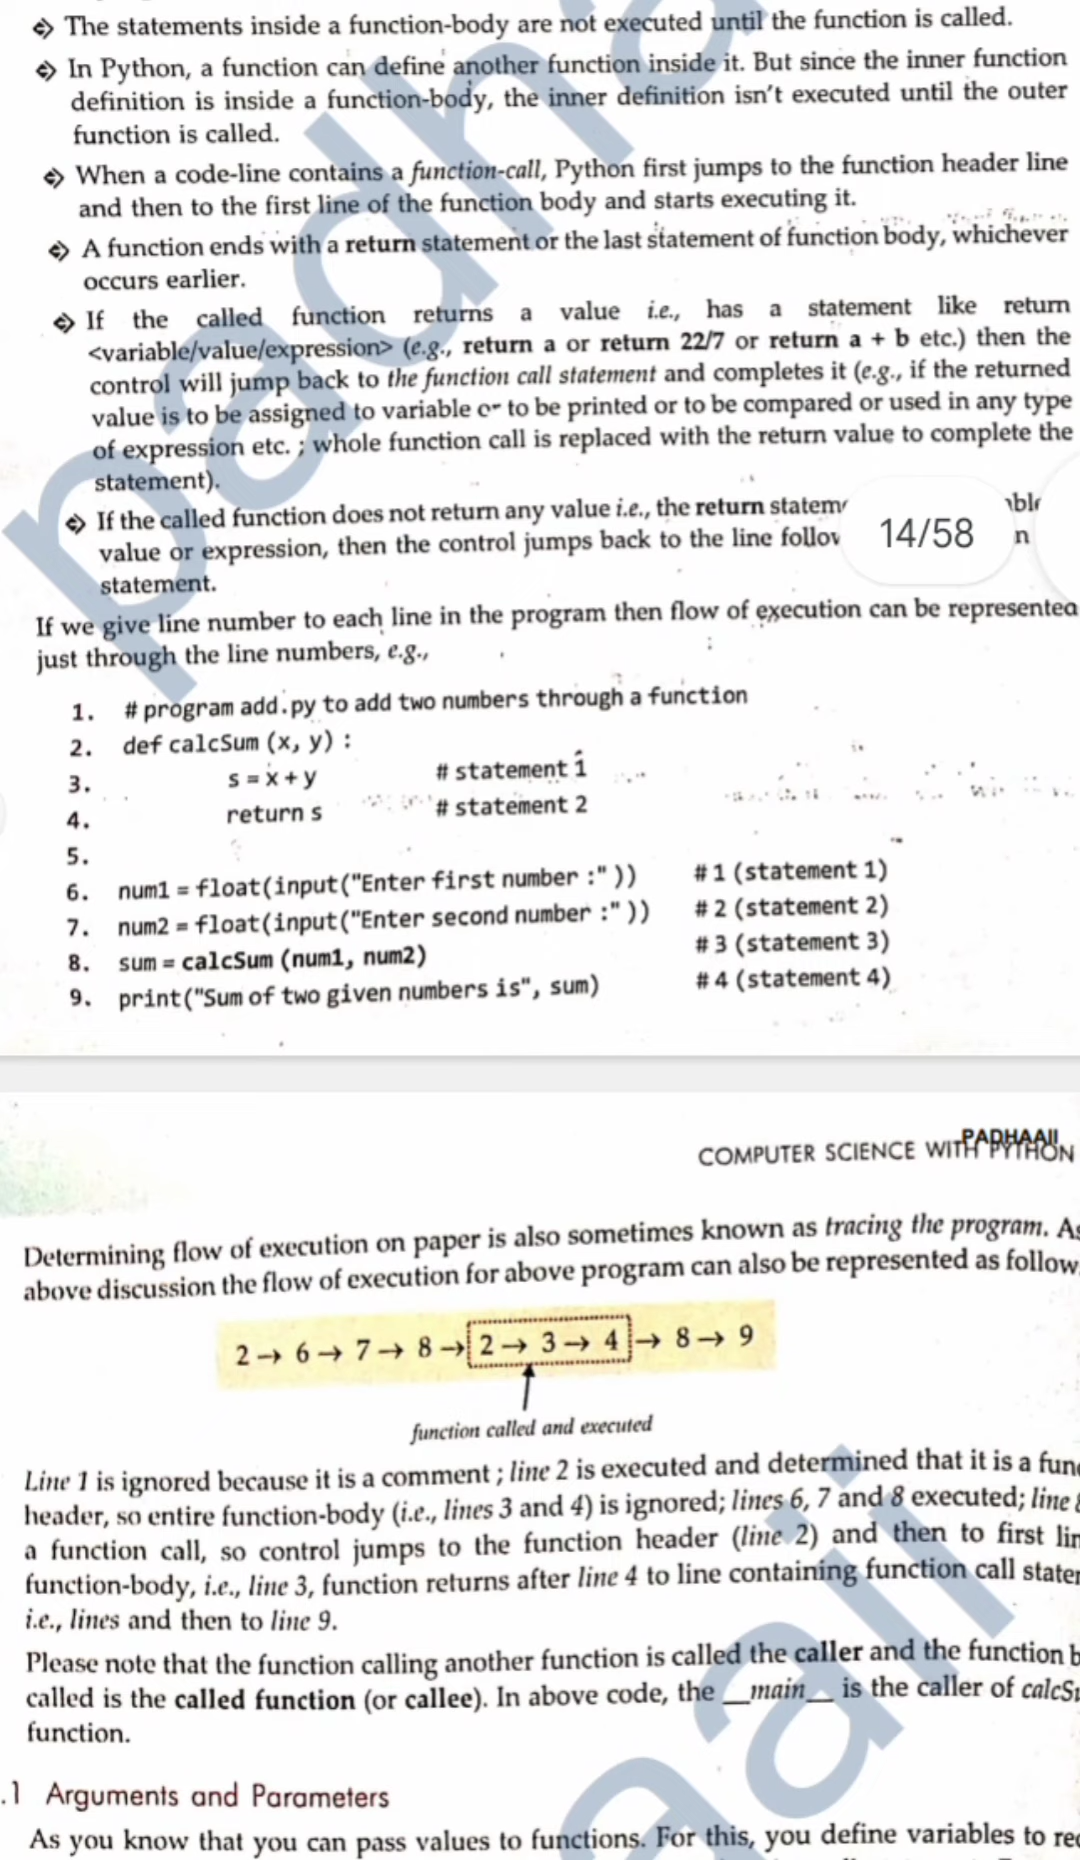 The statements inside a function-body are not executed until the function is called.
In Python, a function can define another function inside it. But since the inner function
definition is inside a function-body, the inner definition isn't executed until the outer
function is called.
When a code-line contains a function-call, Python first jumps to the function header line
and then to the first line of the function body and starts executing it.
A function ends with a return statement or the last statement of function body, whichever
occurs earlier.
If the called function returns a value i.e., has a statement like return
<variable/value/expression> (e.g., return a or return 22/7 or return a + b etc.) then the
control will jump back to the function call statement and completes it (e.g., if the returned
value is to be assigned to variable or to be printed or to be compared or used in any type
of expression etc. ; whole function call is replaced with the return value to complete the
statement).
If the called function does not return any value i.e., the return
value or expression, then the control jumps back to the line
statement.
14/58
If we give line number to each line in the program then flow of execution can be represented
just through the line numbers, e.g.,
1. # program add.py to add two numbers through a function
2. def calcSum (x, y) :
3. s = x + y # statement 1
4. return s # statement 2
5.
6. num1 = float(input("Enter first number :" )) # 1 (statement 1)
7. num2 = float(input("Enter second number :" )) # 2 (statement 2)
8. sum = calcSum (num1, num2) # 3 (statement 3)
9. print("Sum of two given numbers is", sum) # 4 (statement 4)
COMPUTER SCIENCE WITH PYTHON
PADHAAII
Determining flow of execution on paper is also sometimes known as tracing the program. As
above discussion the flow of execution for above program can also be represented as follow
2 → 6 → 7 → 8 → 2 → 3 → 4 → 8 → 9
function called and executed
Line 1 is ignored because it is a comment ; line 2 is executed and determined that it is a
header, so entire function-body (i.e., lines 3 and 4) is ignored; lines 6, 7 and 8 executed; line
a function call, so control jumps to the function header (line 2) and then to first
function-body, i.e., line 3, function returns after line 4 to line containing function call
i.e., lines and then to line 9.
Please note that the function calling another function is called the caller and the function
called is the called function (or callee). In above code, the __main__ is the caller of
function.
.1 Arguments and Parameters
As you know that you can pass values to functions. For this, you define variables to
padha
aaii